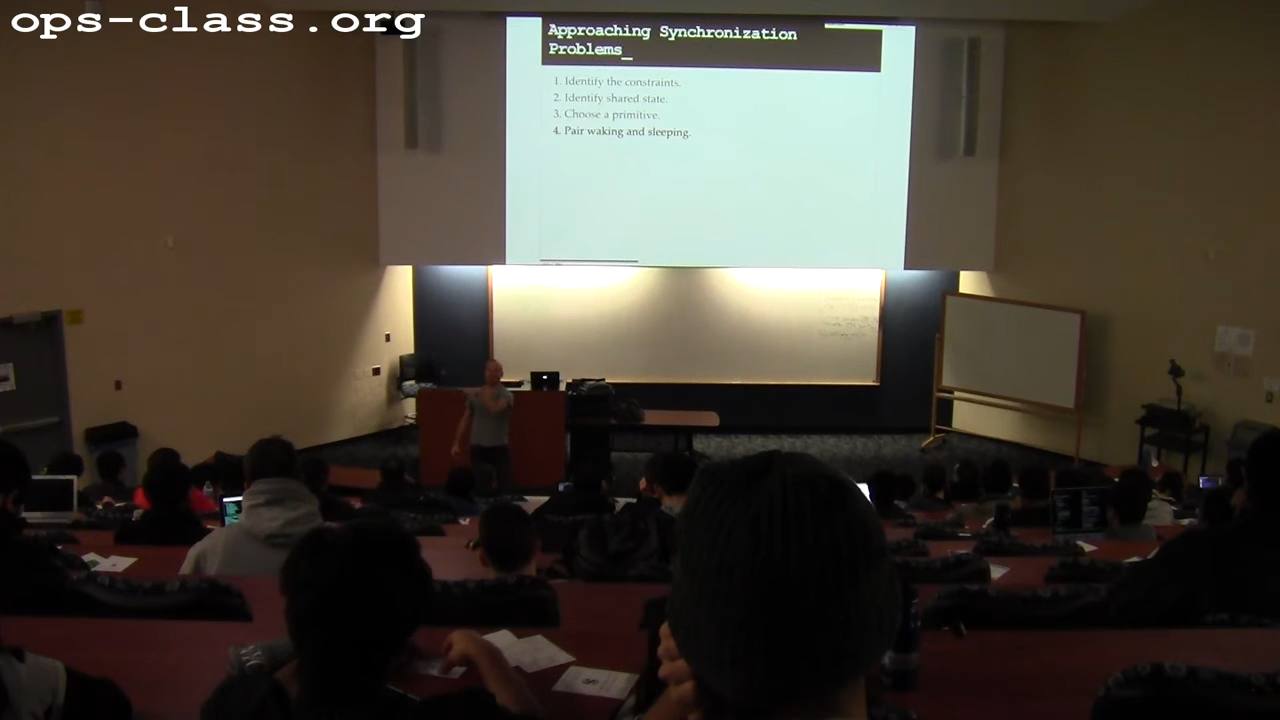 ops-class.org
Approaching Synchronization
Problems_
1. Identify the constraints.
2. Identify shared state.
3. Choose a primitive.
4. Pair waking and sleeping.